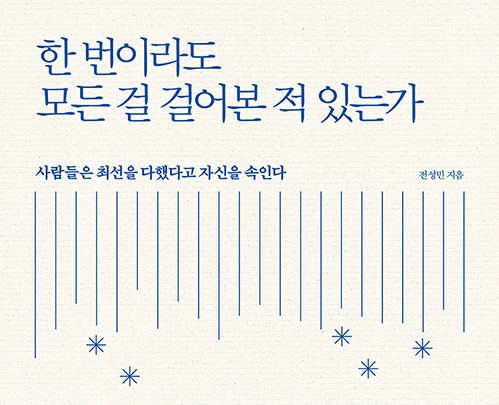 한 번이라도
모든 걸 걸어본 적 있는가
사람들은 최선을 다했다고 자신을 속인다
전성민 지음